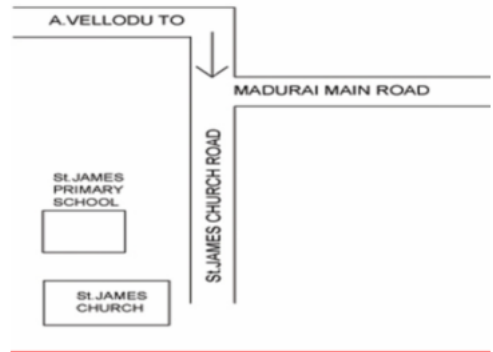 A.VELLODU TO
MADURAI MAIN ROAD
St.JAMES CHURCH ROAD
St.JAMES
PRIMARY
SCHOOL
St.JAMES
CHURCH